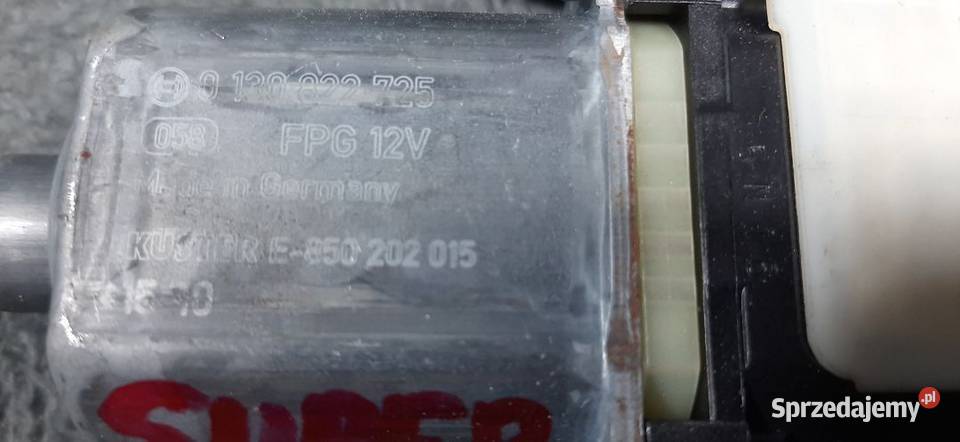 0 130 822 725
058 FPG 12V
Made in Germany
KÜSTER E-850 202 015
SUPER
Sprzedajemy.pl